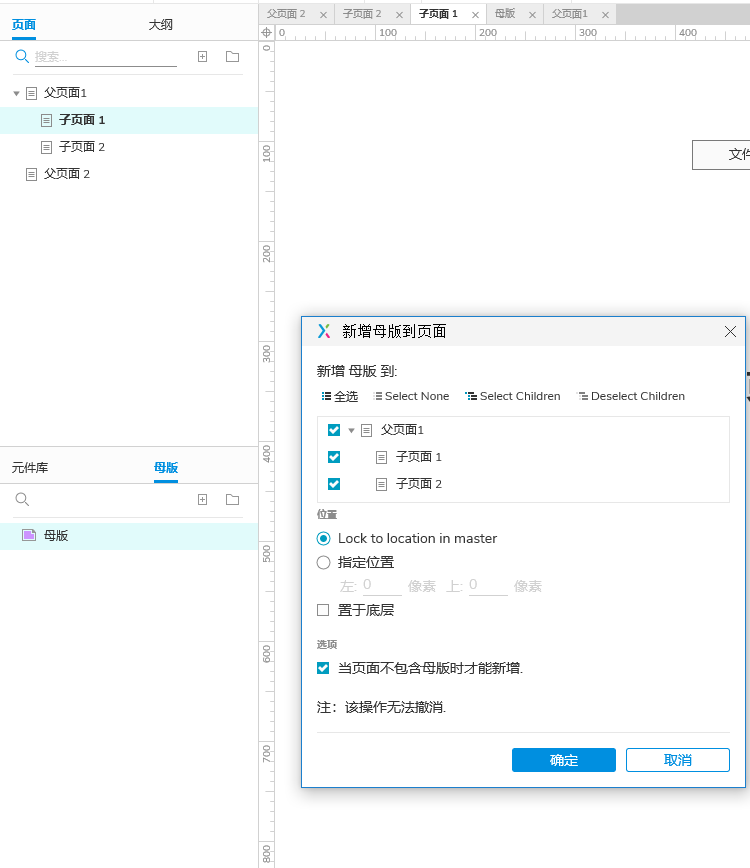 页面 大纲
父页面 2 子页面 2 子页面 1 母版 父页面1
0 100 200 300 400
搜索...
父页面1
子页面 1
子页面 2
父页面 2
0
100
200
300
400
500
600
700
800
文件
元件库 母版
母版
新增母版到页面
新增 母版 到:
全选 Select None Select Children Deselect Children
父页面1
子页面 1
子页面 2
位置
Lock to location in master
指定位置
左: 0 像素 上: 0 像素
置于底层
选项
当页面不包含母版时才能新增.
注：该操作无法撤消.
确定 取消